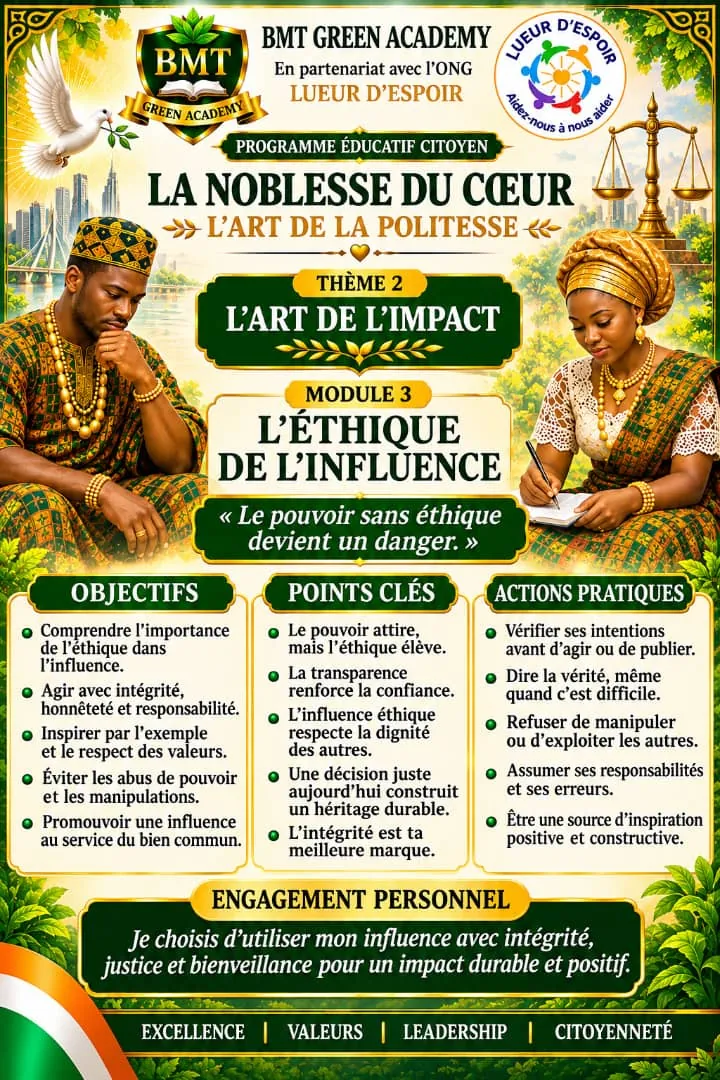 BMT
GREEN ACADEMY
BMT GREEN ACADEMY
En partenariat avec l'ONG
LUEUR D'ESPOIR
LUEUR D'ESPOIR
Aidez-nous à nous aider
PROGRAMME ÉDUCATIF CITOYEN
LA NOBLESSE DU CŒUR
L'ART DE LA POLITESSE
THÈME 2
L'ART DE L'IMPACT
MODULE 3
L'ÉTHIQUE
DE L'INFLUENCE
« Le pouvoir sans éthique
devient un danger. »
OBJECTIFS
Comprendre l'importance
de l'éthique dans
l'influence.
Agir avec intégrité,
honnêteté et responsabilité.
Inspirer par l'exemple
et le respect des valeurs.
Éviter les abus de pouvoir
et les manipulations.
Promouvoir une influence
au service du bien commun.
POINTS CLÉS
Le pouvoir attire,
mais l'éthique élève.
La transparence
renforce la confiance.
L'influence éthique
respecte la dignité
des autres.
Une décision juste
aujourd'hui construit
un héritage durable.
L'intégrité est ta
meilleure marque.
ACTIONS PRATIQUES
Vérifier ses intentions
avant d'agir ou de publier.
Dire la vérité, même
quand c'est difficile.
Refuser de manipuler
ou d'exploiter les autres.
Assumer ses responsabilités
et ses erreurs.
Être une source d'inspiration
positive et constructive.
ENGAGEMENT PERSONNEL
Je choisis d'utiliser mon influence avec intégrité,
justice et bienveillance pour un impact durable et positif.
EXCELLENCE | VALEURS | LEADERSHIP | CITOYENNETÉ